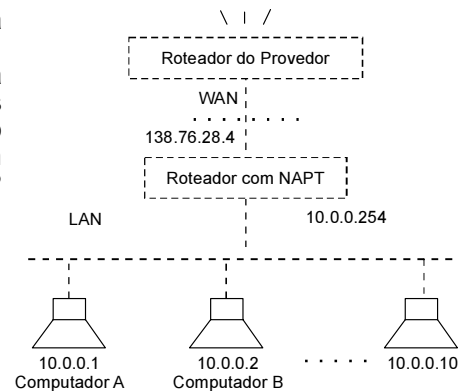 Roteador do Provedor
WAN
138.76.28.4
Roteador com NAPT
LAN 10.0.0.254
10.0.0.1 10.0.0.2 10.0.0.10
Computador A Computador B